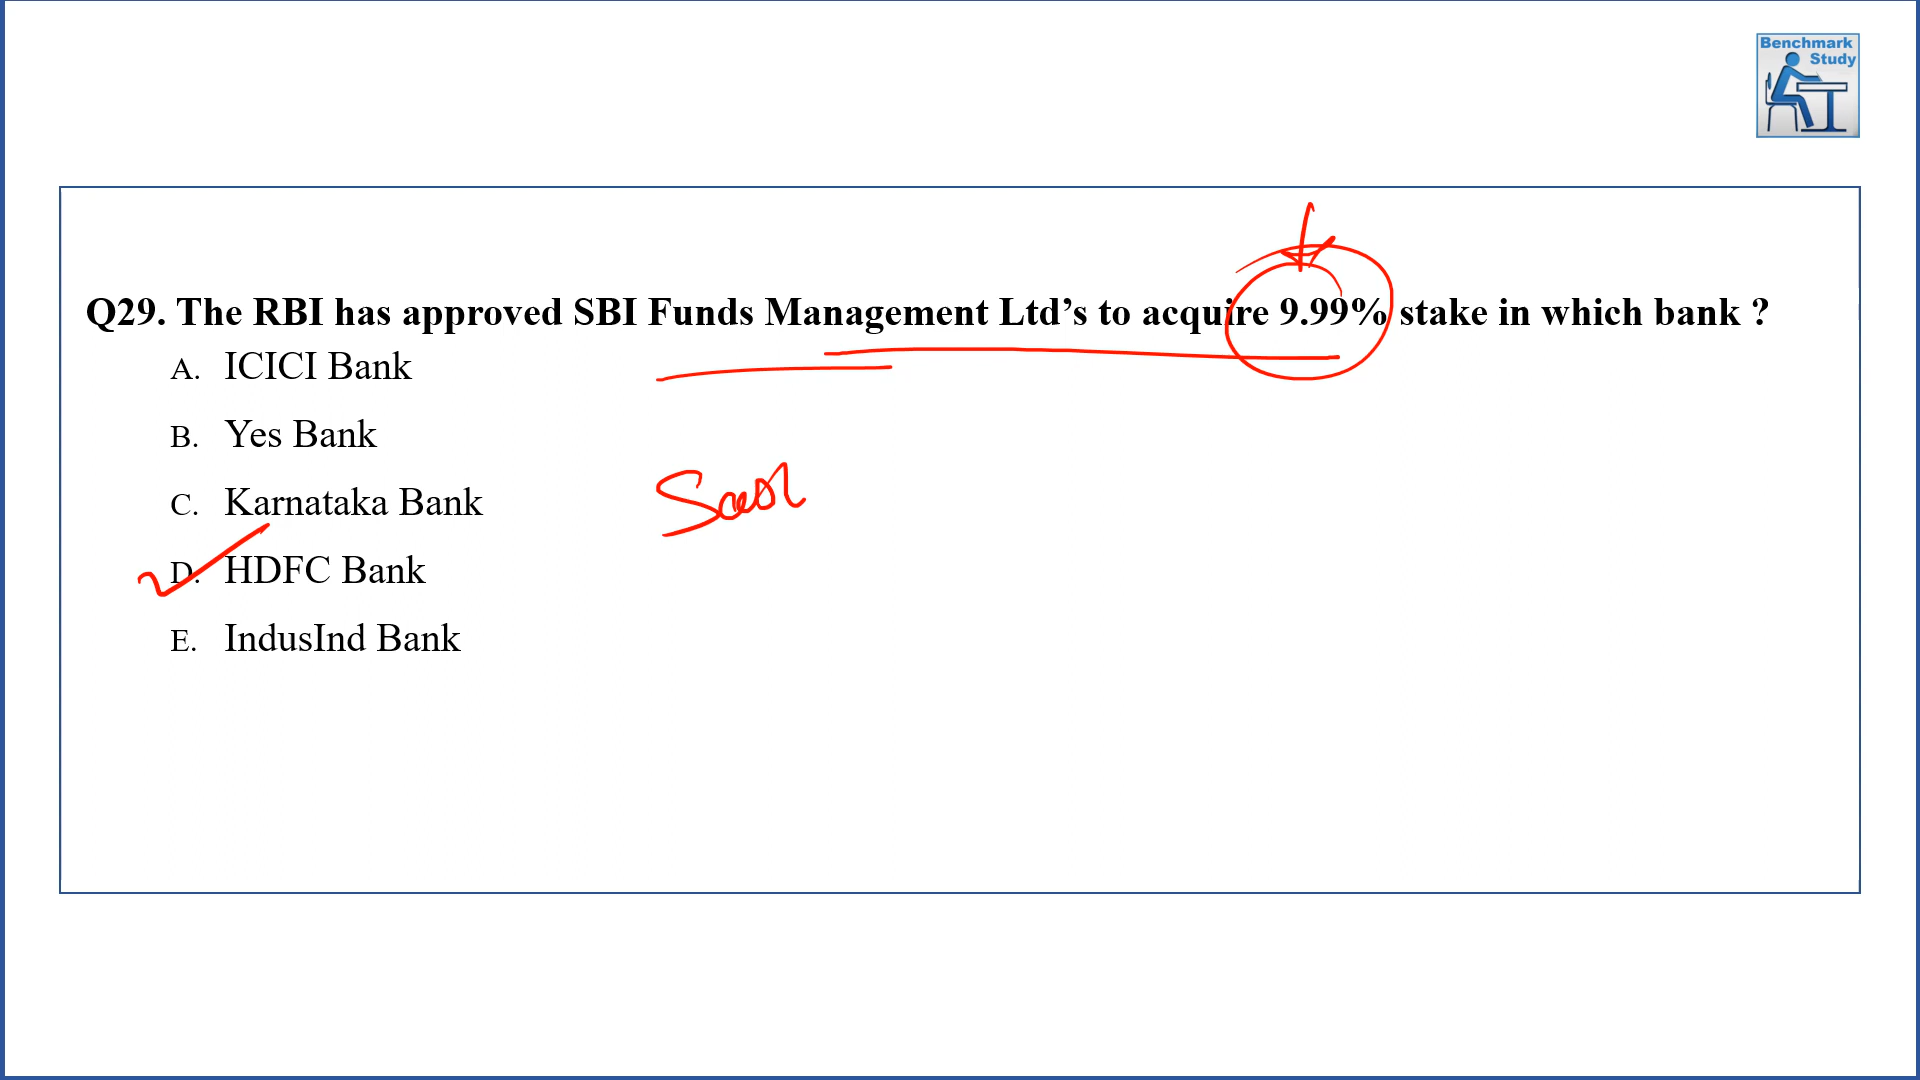 Benchmark
Study
Q29. The RBI has approved SBI Funds Management Ltd’s to acquire 9.99% stake in which bank ?
A. ICICI Bank
B. Yes Bank
C. Karnataka Bank
D. HDFC Bank
E. IndusInd Bank